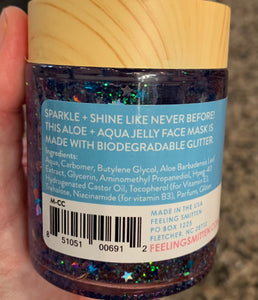 SPARKLE + SHINE LIKE NEVER BEFORE!
THIS ALOE + AQUA JELLY FACE MASK IS
MADE WITH BIODEGRADABLE GLITTER.
Ingredients:
Aqua, Carbomer, Butylene Glycol, Aloe Barbadensis Leaf
Extract, Glycerin, Aminomethyl Propanediol,
Hydrogenated Castor Oil, Tocopherol (for Vitamin E),
Trehalose, Niacinamide (for vitamin B3), Parfum, Glitter
M-CC
8 51051 00691 2
MADE IN THE USA
FEELING SMITTEN
PO BOX 1225
FLETCHER, NC
FEELINGSMITTEN